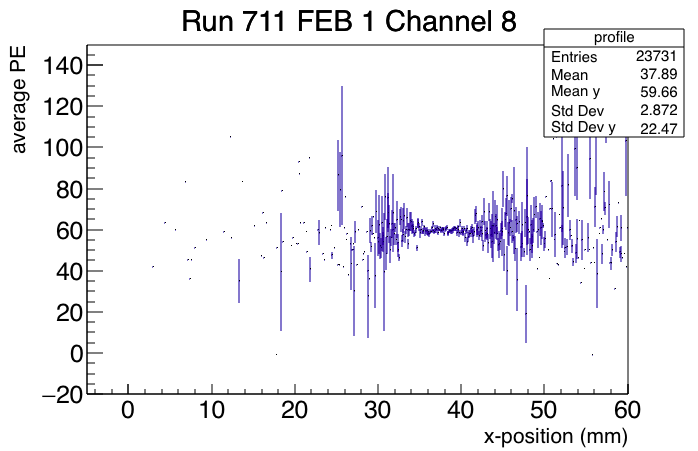 Run 711 FEB 1 Channel 8
profile
Entries 23731
Mean 37.89
Mean y 59.66
Std Dev 2.872
Std Dev y 22.47
average PE
140
120
100
80
60
40
20
0
−20
0 10 20 30 40 50 60
x-position (mm)